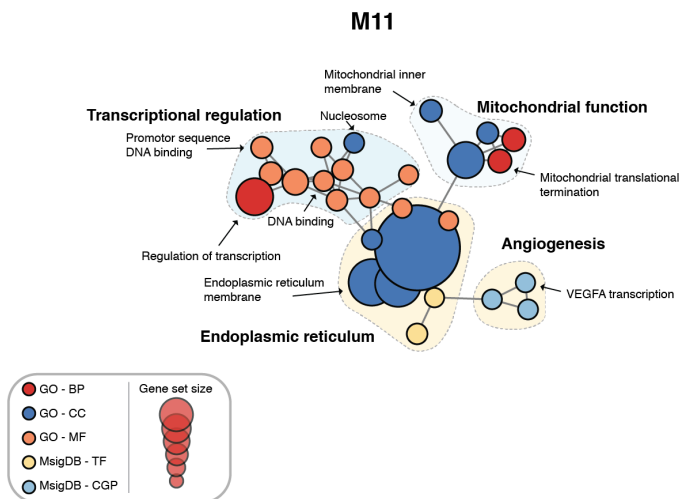 M11
Mitochondrial inner
membrane
Transcriptional regulation
Nucleosome
Mitochondrial function
Promotor sequence
DNA binding
Mitochondrial translational
termination
DNA binding
Regulation of transcription
Angiogenesis
Endoplasmic reticulum
membrane
VEGFA transcription
Endoplasmic reticulum
GO - BP
GO - CC
GO - MF
MsigDB - TF
MsigDB - CGP
Gene set size